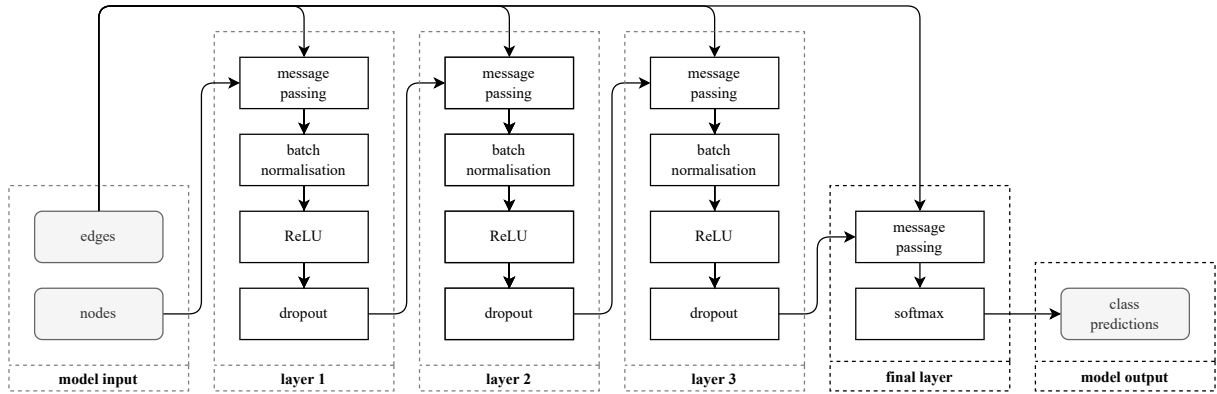 edges
nodes
model input
message
passing
batch
normalisation
ReLU
dropout
layer 1
message
passing
batch
normalisation
ReLU
dropout
layer 2
message
passing
batch
normalisation
ReLU
dropout
layer 3
message
passing
softmax
final layer
class
predictions
model output